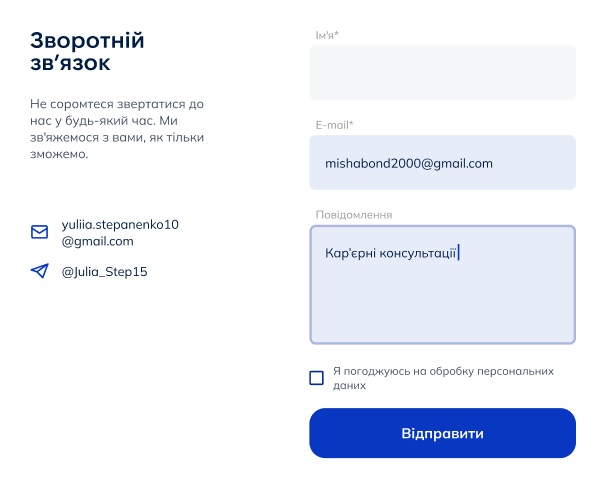 Зворотній
зв’язок
Не соромтеся звертатися до
нас у будь-який час. Ми
зв'яжемося з вами, як тільки
зможемо.
yuliia.stepanenko10
@gmail.com
@Julia_Step15
Ім'я*
E-mail*
mishabond2000@gmail.com
Повідомлення
Кар’єрні консультації
Я погоджуюсь на обробку персональних
даних
Відправити